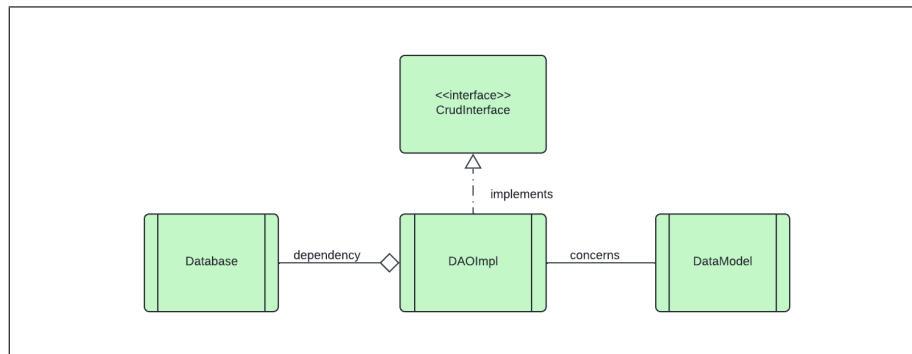 <<interface>>
CrudInterface
implements
Database
dependency
DAOImpl
concerns
DataModel